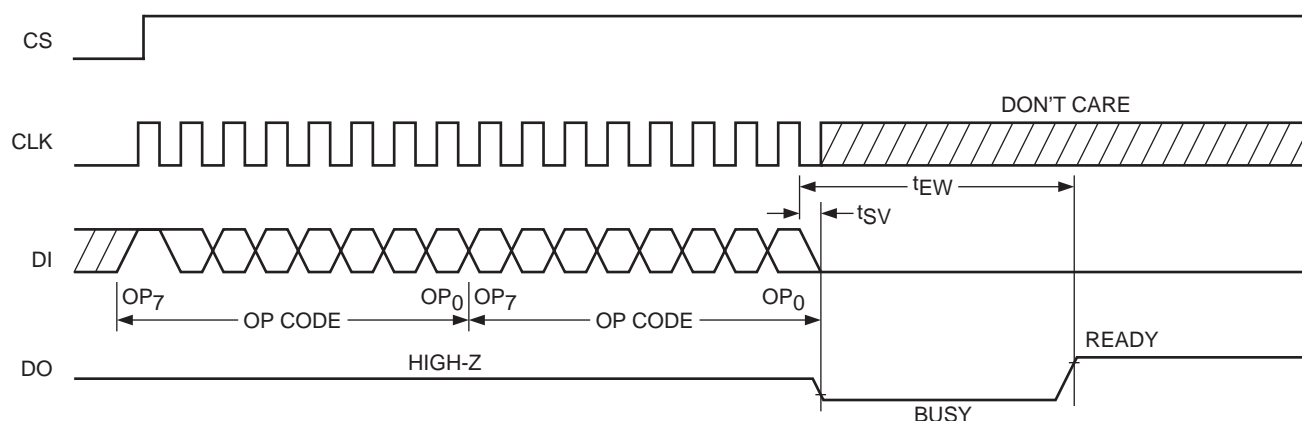 CS
DON'T CARE
CLK
tEW
tSV
DI
OP7 OP0 OP7 OP0
OP CODE OP CODE
READY
HIGH-Z
DO
BUSY